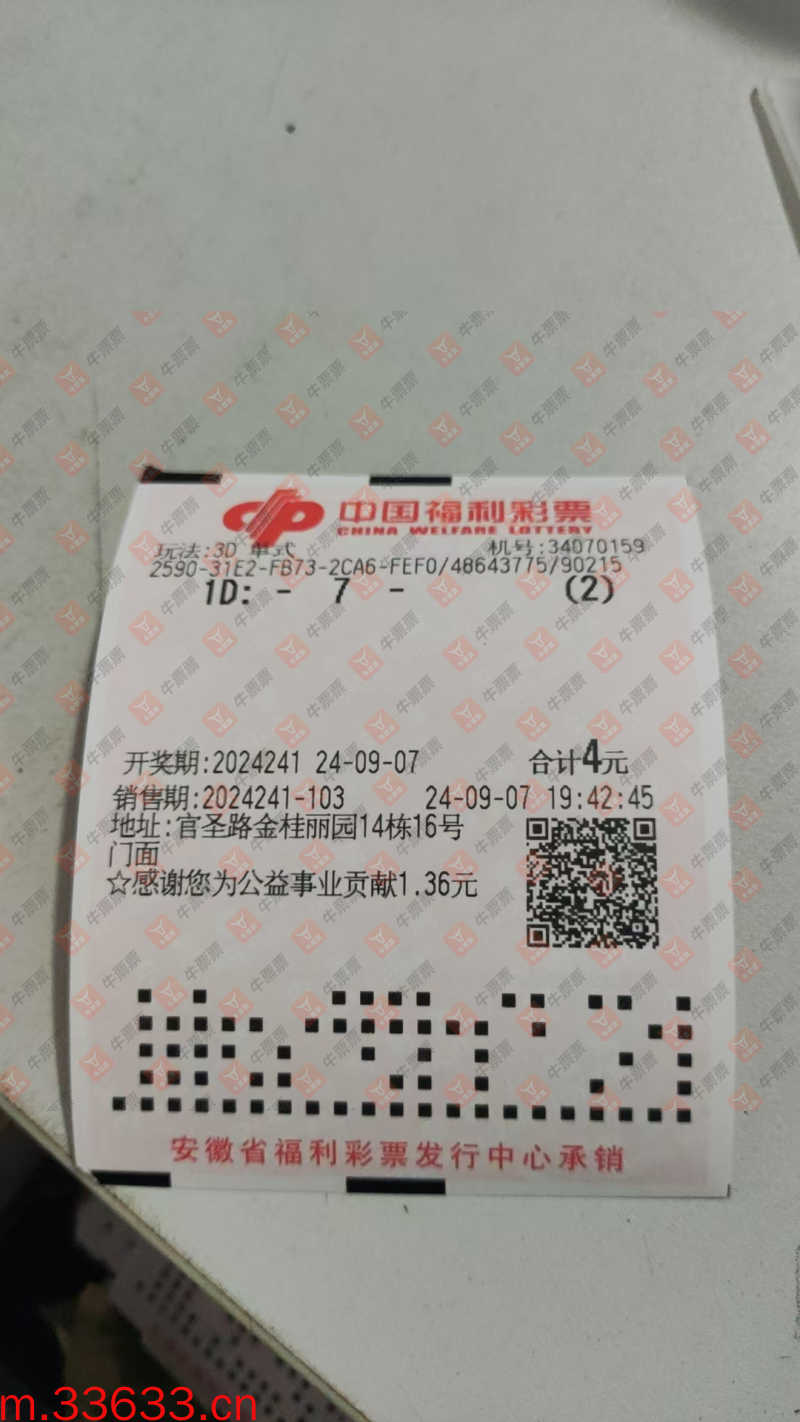 中国福利彩票
CHINA WELFARE LOTTERY
玩法:3D 单式 机号:34070159
2590-31E2-FB73-2CA6-FEF0/48643775/90215
1D: - 7 - (2)
开奖期:2024241 24-09-07 合计4元
销售期:2024241-103 24-09-07 19:42:45
地址:官圣路金桂丽园14栋16号
门面
☆感谢您为公益事业贡献1.36元
安徽省福利彩票发行中心承销
牛票票
m.33633.cn